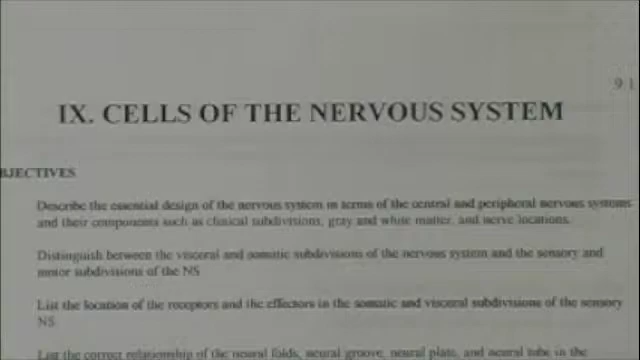 91
IX. CELLS OF THE NERVOUS SYSTEM
BJECTIVES
Describe the essential design of the nervous system in terms of the central and peripheral nervous systems
and their components such as clinical subdivisions, gray and white matter, and nerve locations.
Distinguish between the visceral and somatic subdivisions of the nervous system and the sensory and
motor subdivisions of the NS
List the location of the receptors and the effectors in the somatic and visceral subdivisions of the sensory
NS.
List the correct relationship of the neural folds, neural groove, neural plate, and neural tube in the